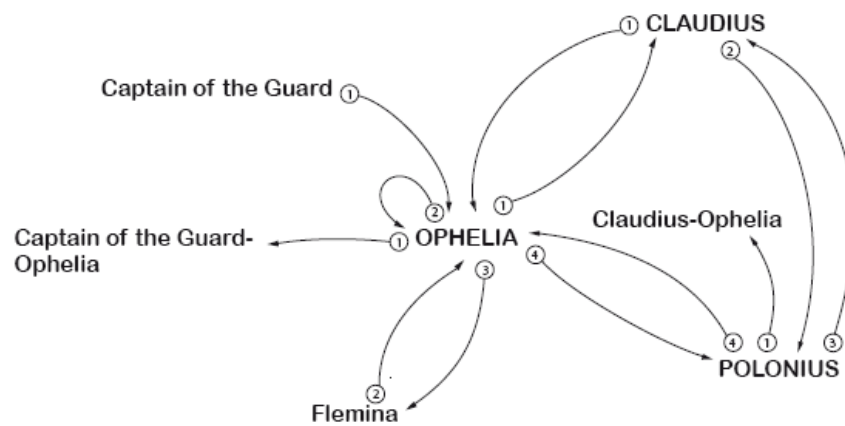 ① CLAUDIUS
②
Captain of the Guard ①
② ①
Claudius-Ophelia
Captain of the Guard-
Ophelia
① OPHELIA
④
③
④ ① ③
POLONIUS
②
Flemina